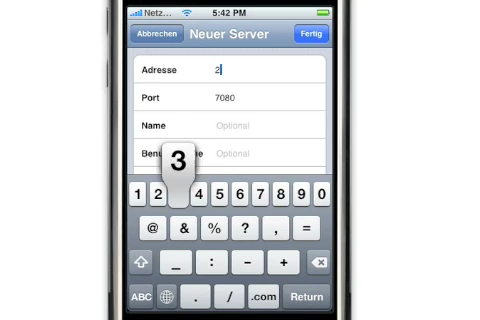 Netz... 5:42 PM
Abbrechen Neuer Server Fertig
Adresse 2
Port 7080
Name Optional
Optional
3
1 2 4 5 6 7 8 9 0
@ & % ? , =
_ : - +
ABC . / .com Return